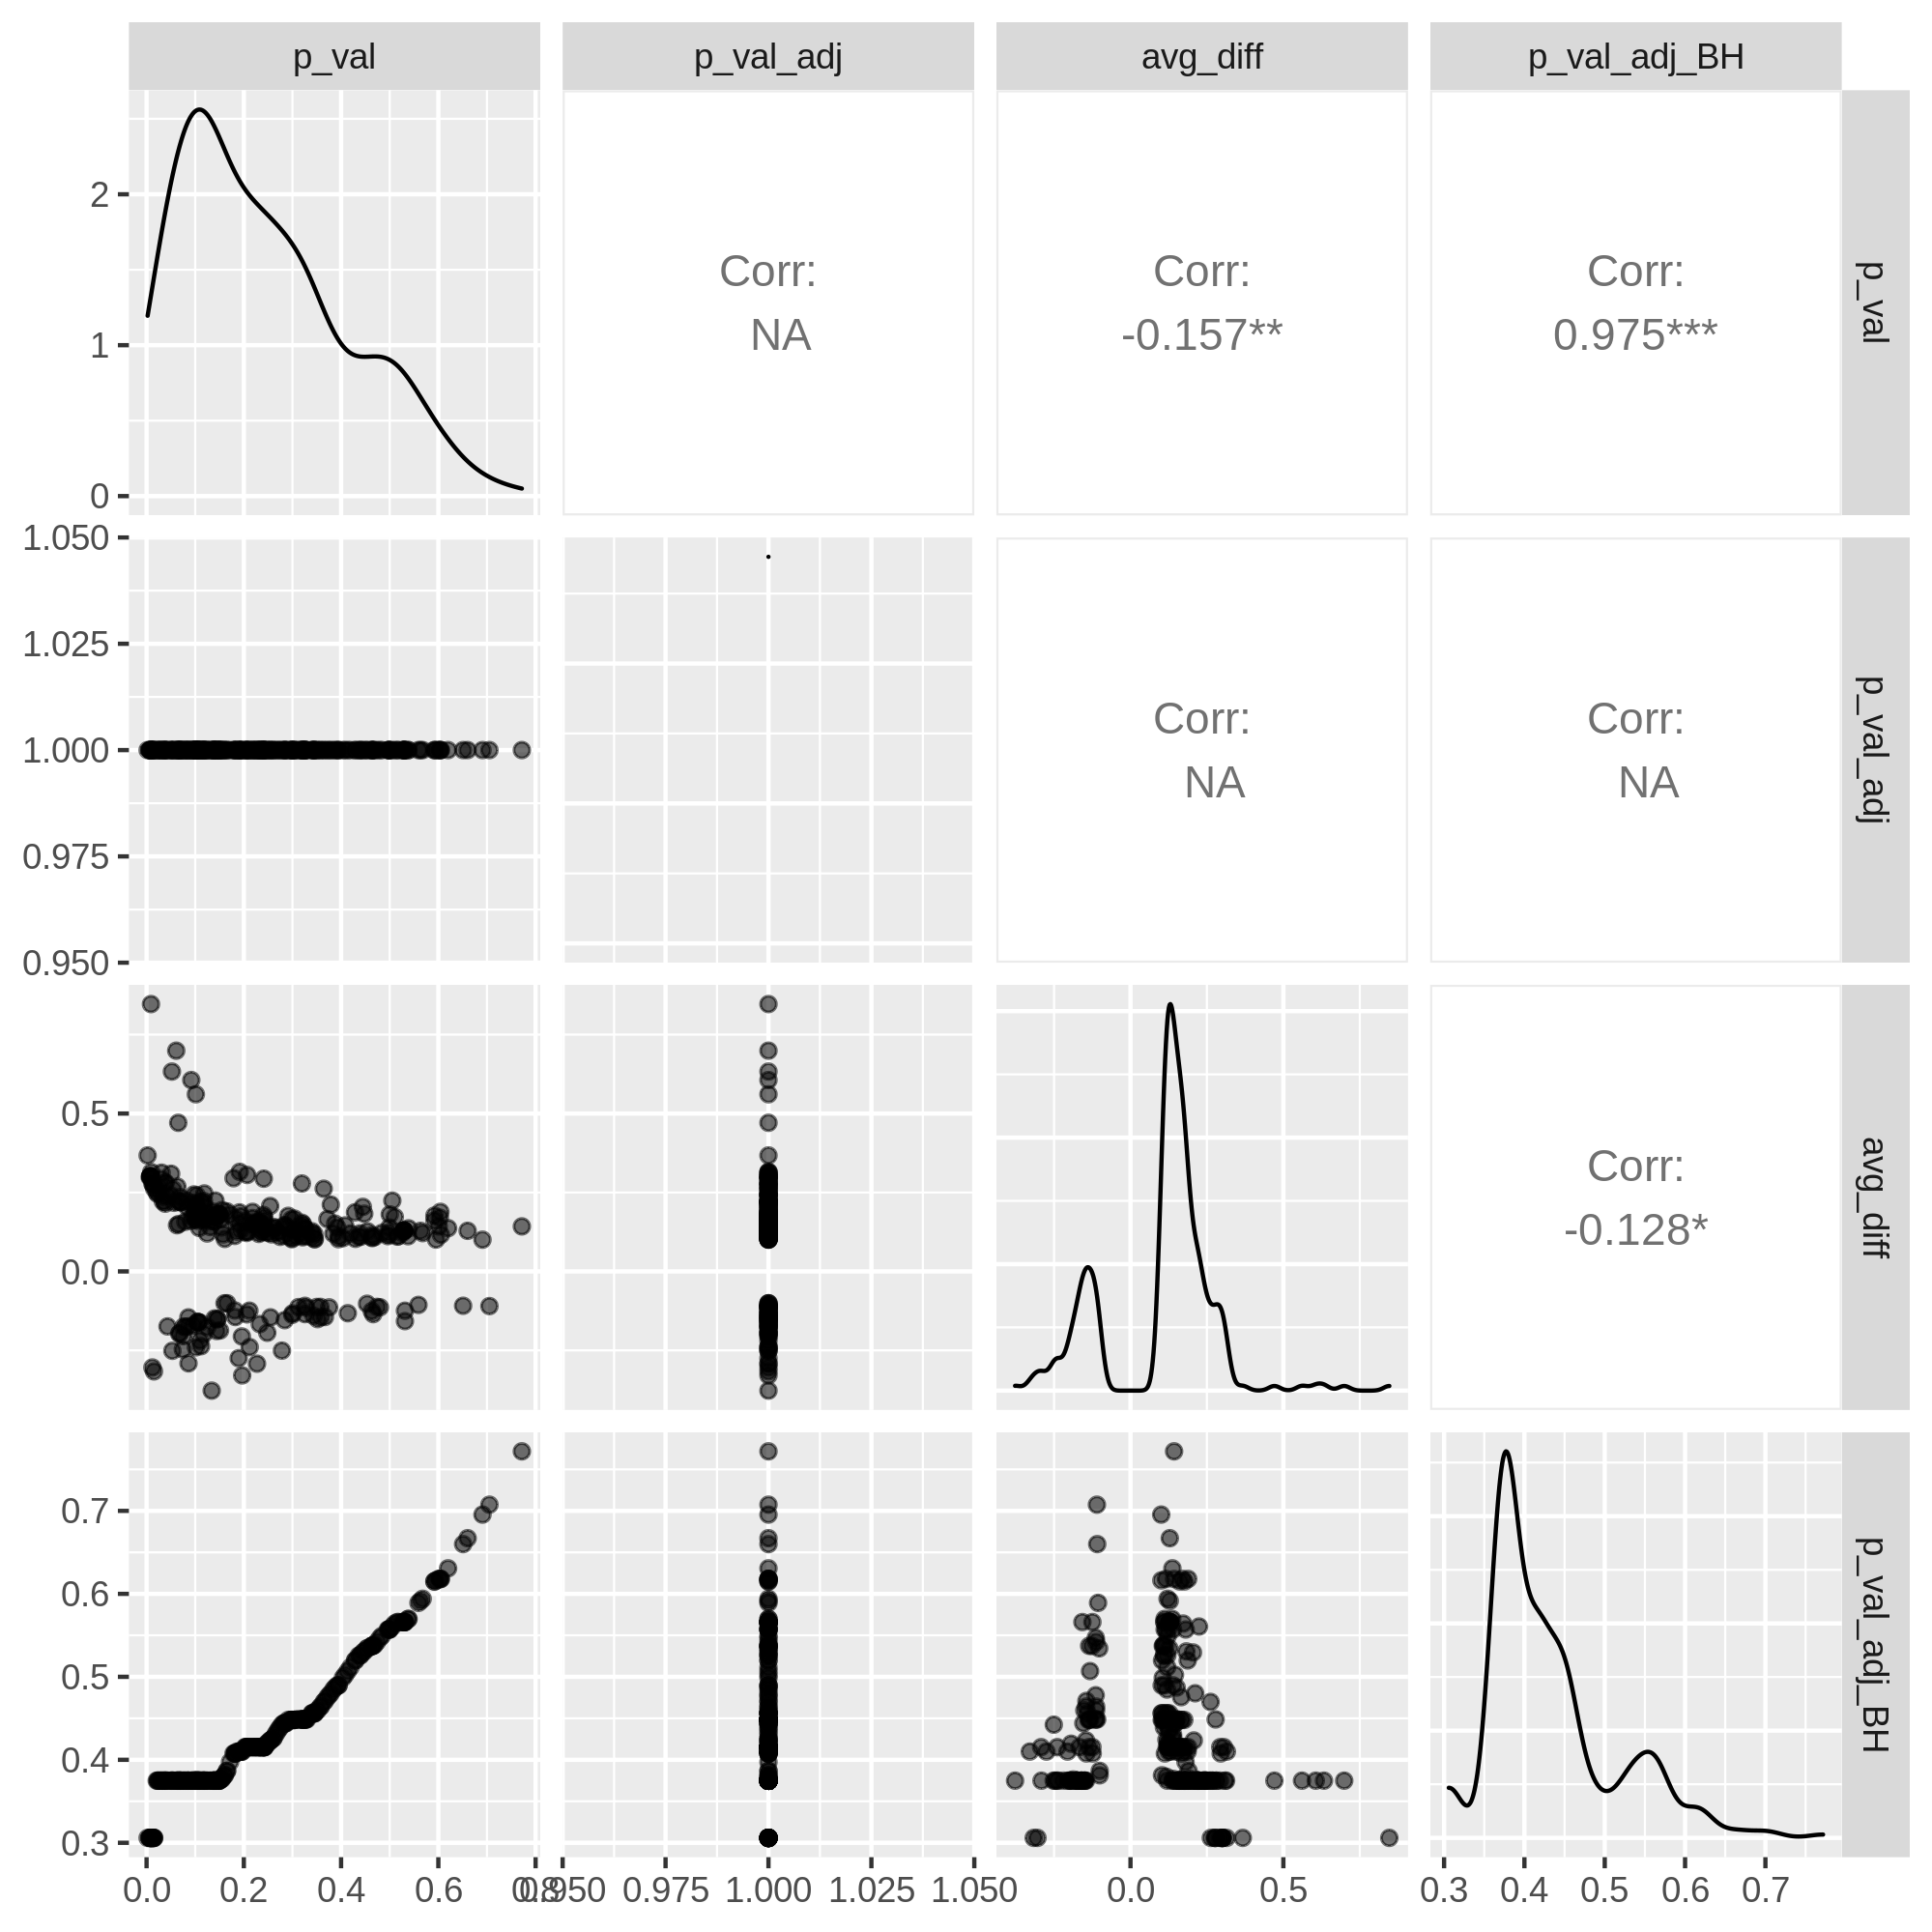 p_val
p_val_adj
avg_diff
p_val_adj_BH
2
1
0
Corr:
NA
Corr:
-0.157**
Corr:
0.975***
p_val
1.050
1.025
1.000
0.975
0.950
Corr:
NA
Corr:
NA
p_val_adj
0.5
0.0
Corr:
-0.128*
avg_diff
0.7
0.6
0.5
0.4
0.3
p_val_adj_BH
0.0 0.2 0.4 0.6 0.8
0.950 0.975 1.000 1.025 1.050
0.0 0.5
0.3 0.4 0.5 0.6 0.7